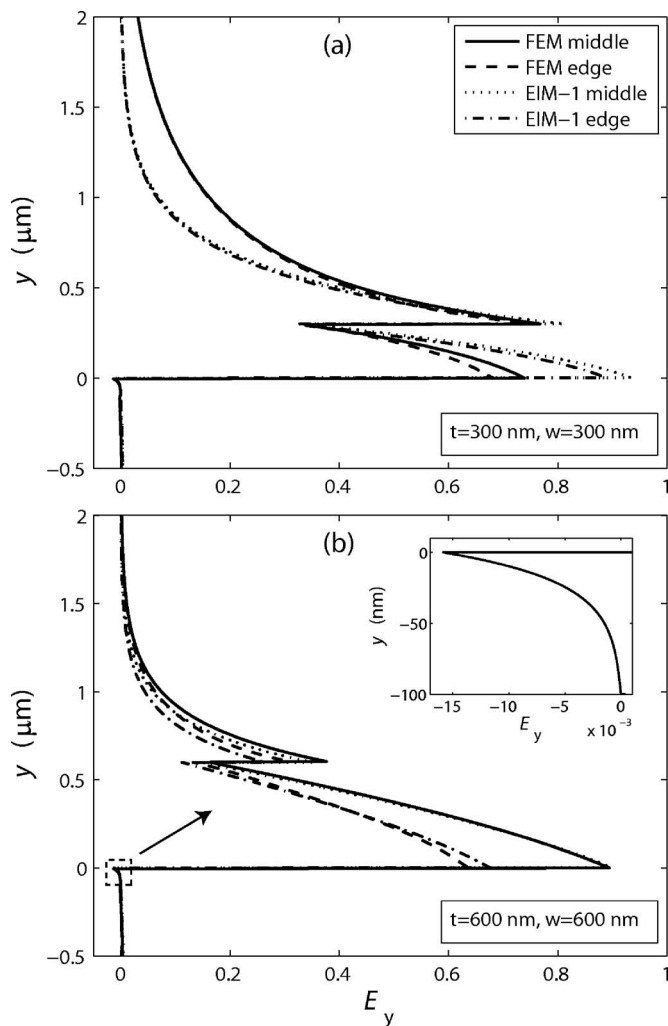 2
(a)
FEM middle
FEM edge
EIM−1 middle
EIM−1 edge
1.5
1
y (μm)
0.5
0
t=300 nm, w=300 nm
−0.5
0 0.2 0.4 0.6 0.8 1
2
(b)
0
y (nm)
−50
−100
−15 −10 −5 0
E_y
x 10^−3
1.5
1
y (μm)
0.5
0
t=600 nm, w=600 nm
−0.5
0 0.2 0.4 0.6 0.8 1
E_y